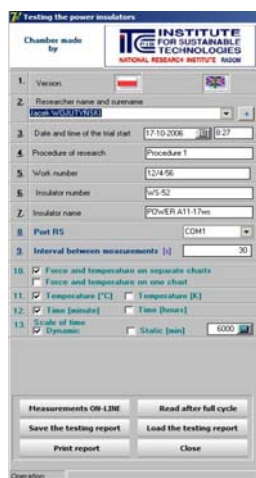 Testing the power insulators
Chamber made
by
ITE
PIB
INSTITUTE
FOR SUSTAINABLE
TECHNOLOGIES
NATIONAL RESEARCH INSTITUTE RADOM
1. Version
2. Researcher name and surename
Jacek WOJUTYŃSKI
+
3. Date and time of the trial start 17-10-2006 8:27
4. Procedure of research Procedure 1
5. Work number 12/4-56
6. Insulator number WS-52
7. Insulator name POWER A11-17ws
8. Port RS COM1
9. Interval between measurements [s] 30
10. Force and temperature on separate charts
Force and temperature on one chart
11. Temperature [°C] Temperature [K]
12. Time [minute] Time [hours]
13. Scale of time
Dynamic Static [min] 6000
Measurements ON-LINE Read after full cycle
Save the testing report Load the testing report
Print report Close
Operation